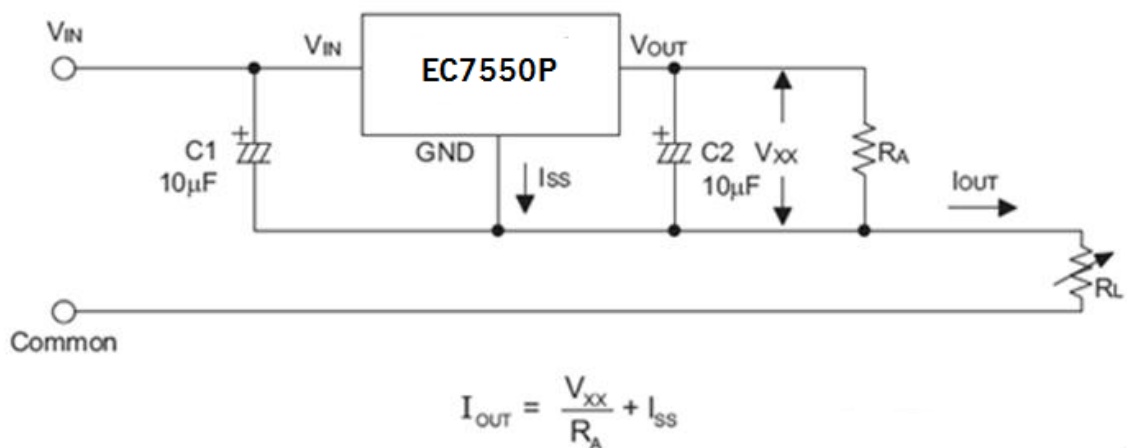 VIN
VIN
EC7550P
VOUT
C1
10µF
+
GND
ISS
+
C2
10µF
VXX
RA
IOUT
RL
Common
IOUT = VXX / RA + ISS